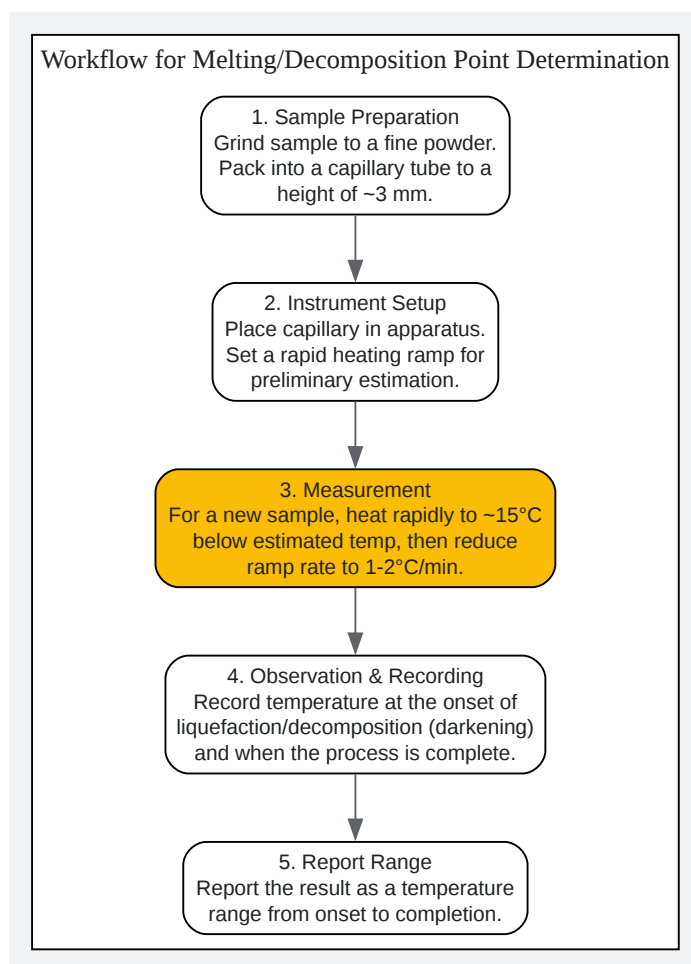 Workflow for Melting/Decomposition Point Determination
1. Sample Preparation
Grind sample to a fine powder.
Pack into a capillary tube to a
height of ~3 mm.
2. Instrument Setup
Place capillary in apparatus.
Set a rapid heating ramp for
preliminary estimation.
3. Measurement
For a new sample, heat rapidly to ~15°C
below estimated temp, then reduce
ramp rate to 1-2°C/min.
4. Observation & Recording
Record temperature at the onset of
liquefaction/decomposition (darkening)
and when the process is complete.
5. Report Range
Report the result as a temperature
range from onset to completion.